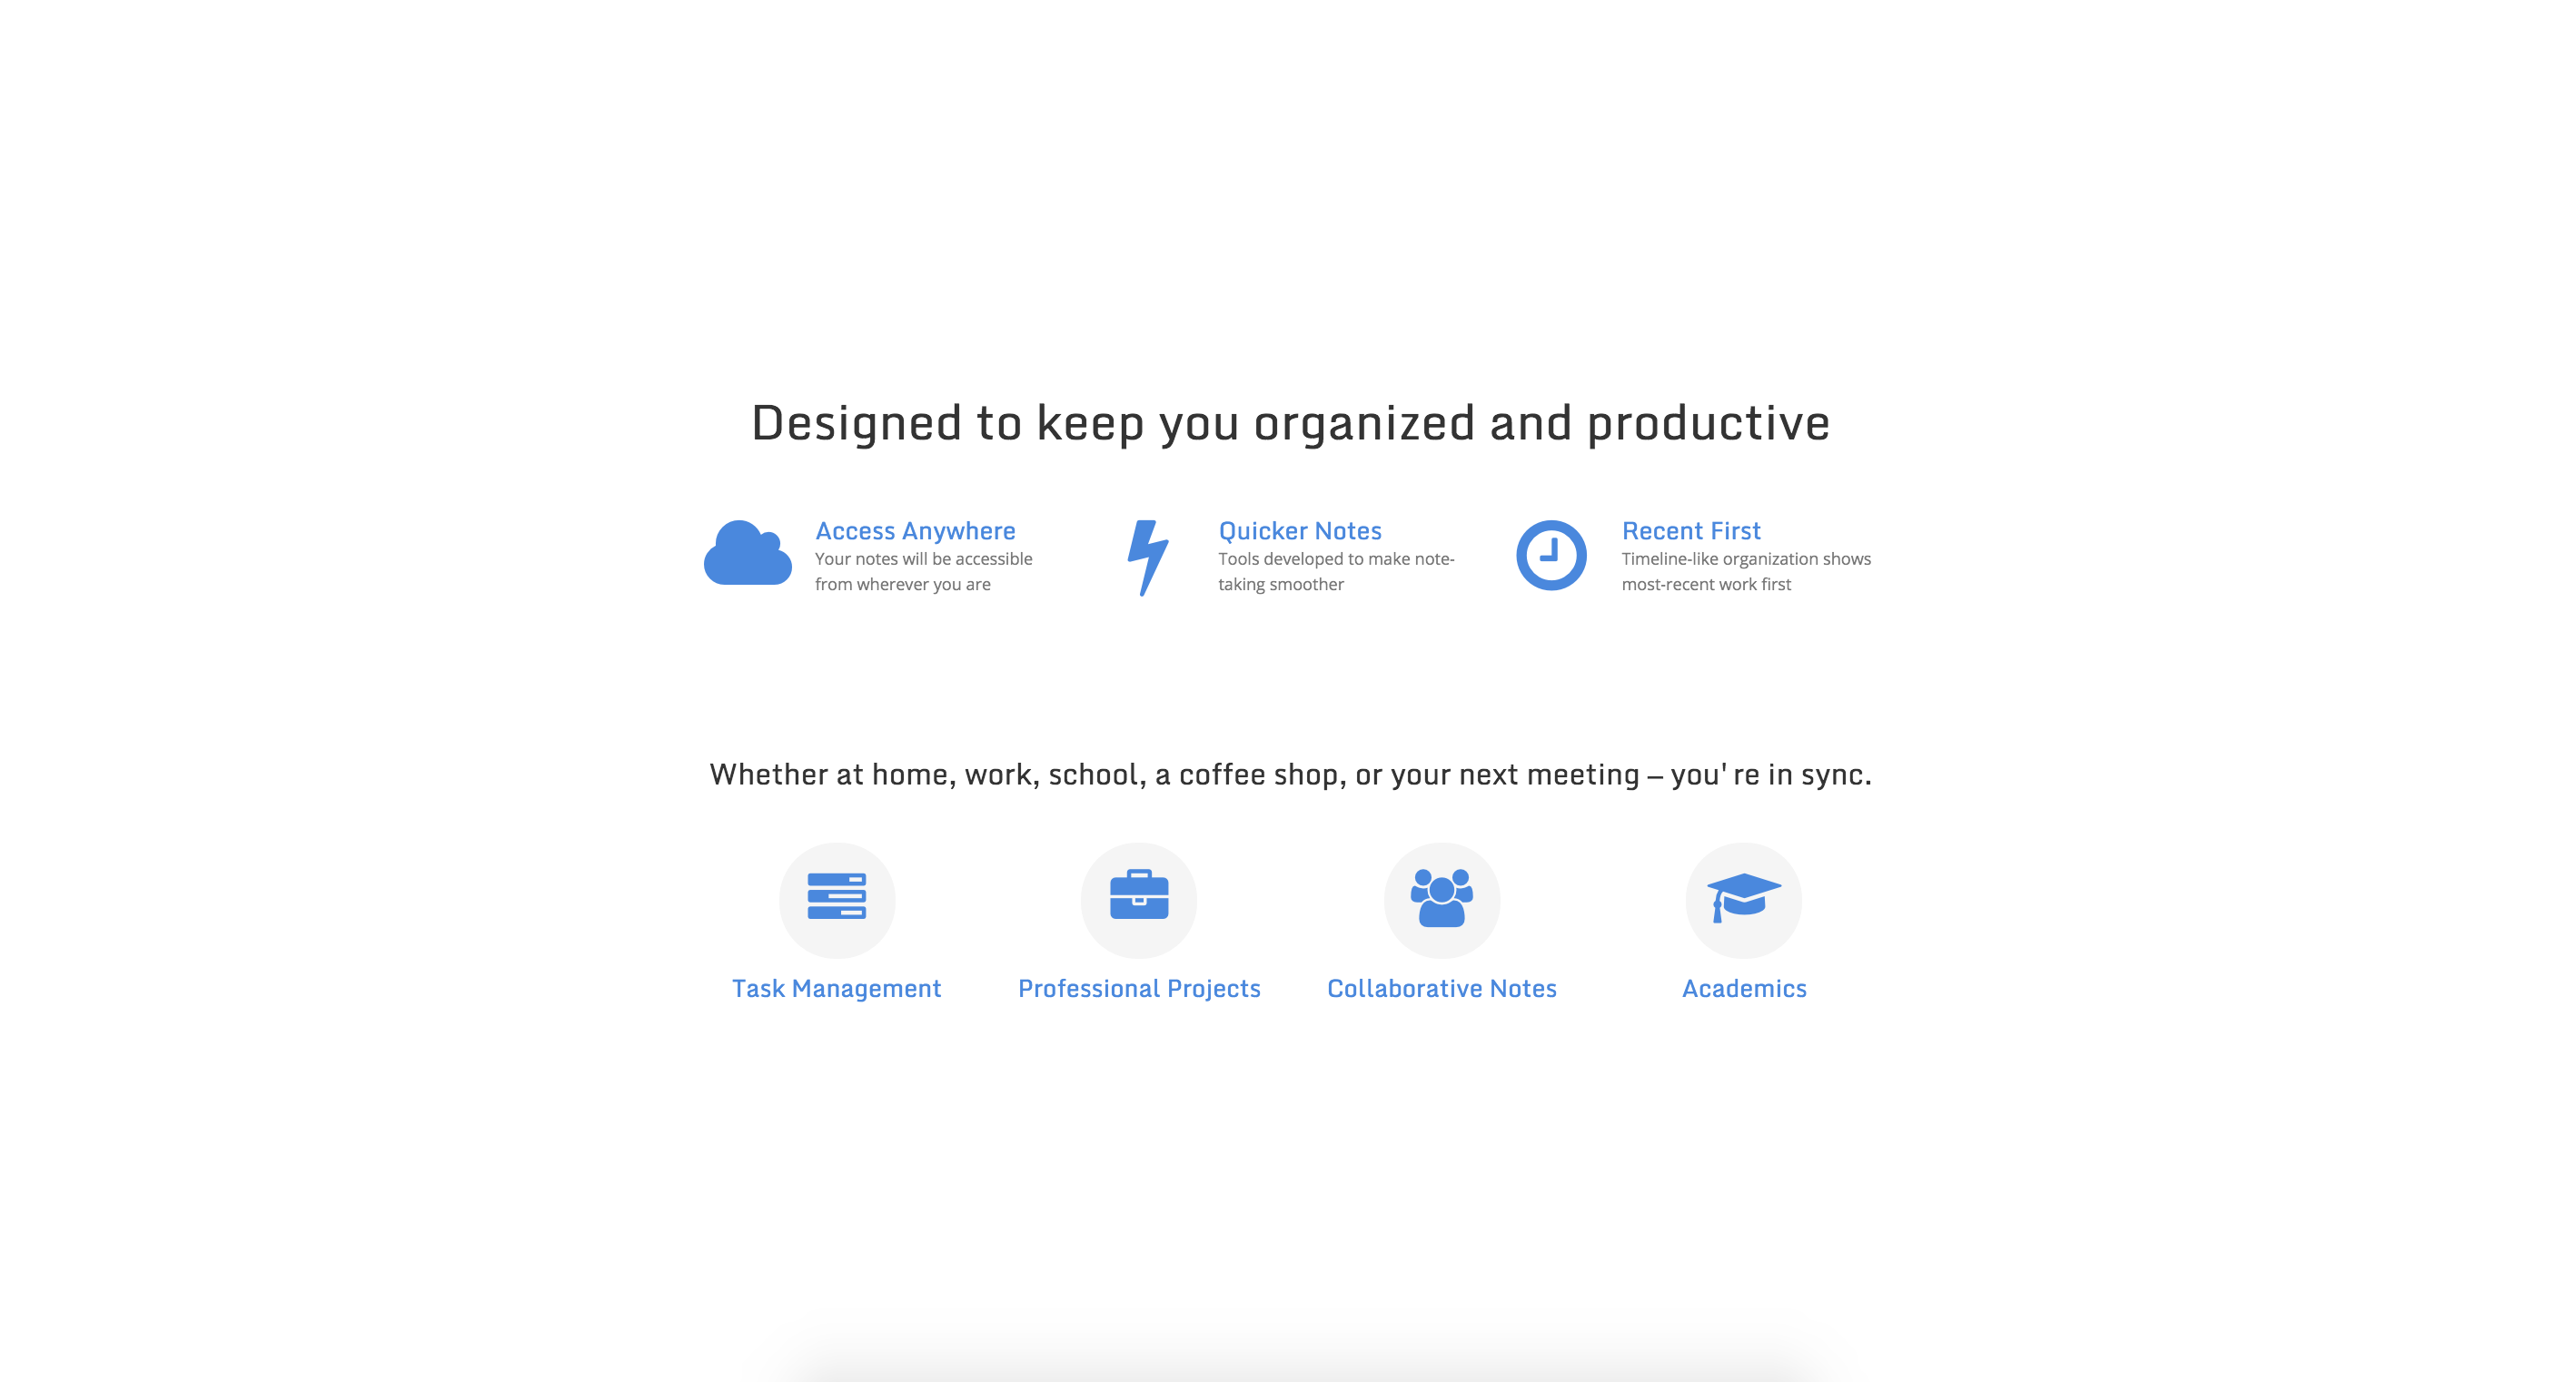 Designed to keep you organized and productive
Access Anywhere
Your notes will be accessible
from wherever you are
Quicker Notes
Tools developed to make note-
taking smoother
Recent First
Timeline-like organization shows
most-recent work first
Whether at home, work, school, a coffee shop, or your next meeting – you're in sync.
Task Management
Professional Projects
Collaborative Notes
Academics